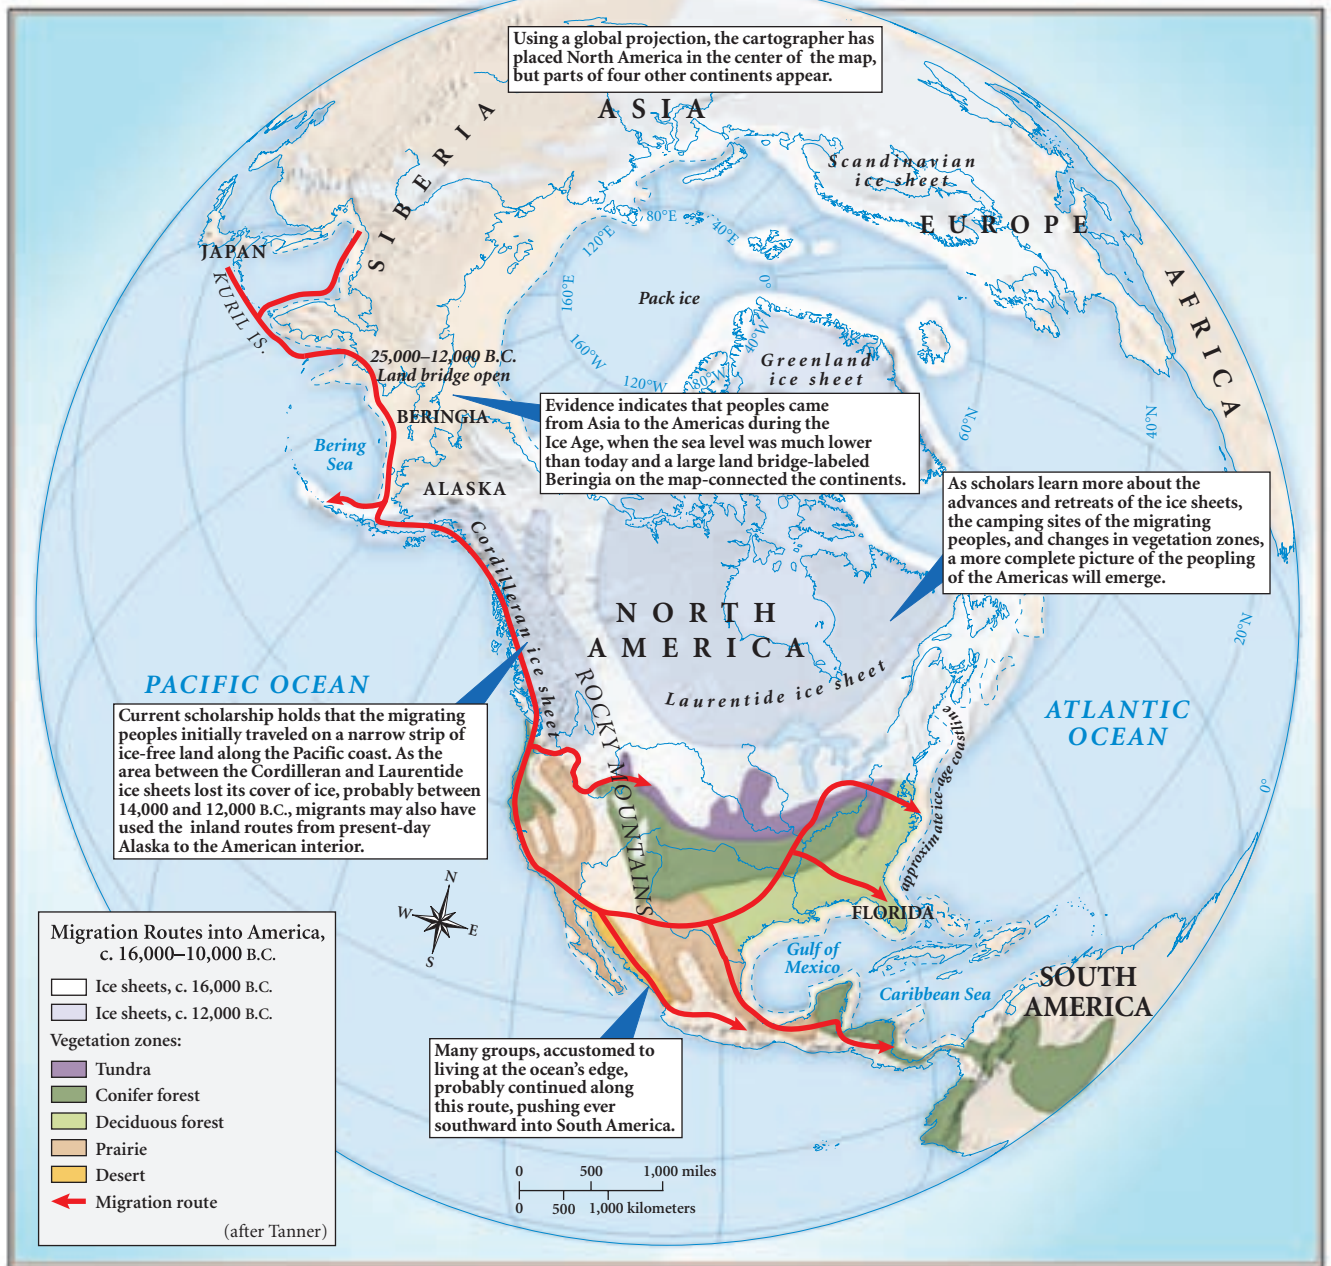 Using a global projection, the cartographer has
placed North America in the center of the map,
but parts of four other continents appear.
ASIA
SIBERIA
Scandinavian
ice sheet
EUROPE
AFRICA
JAPAN
KURIL IS.
80°E
40°E
120°E
0°
160°E
Pack ice
160°W
40°W
120°W
80°W
Greenland
ice sheet
25,000–12,000 B.C.
Land bridge open
BERINGIA
Evidence indicates that peoples came
from Asia to the Americas during the
Ice Age, when the sea level was much lower
than today and a large land bridge-labeled
Beringia on the map-connected the continents.
60°N
40°N
Bering
Sea
ALASKA
As scholars learn more about the
advances and retreats of the ice sheets,
the camping sites of the migrating
peoples, and changes in vegetation zones,
a more complete picture of the peopling
of the Americas will emerge.
Cordilleran ice sheet
NORTH
AMERICA
20°N
Laurentide ice sheet
ROCKY MOUNTAINS
PACIFIC OCEAN
ATLANTIC
OCEAN
Current scholarship holds that the migrating
peoples initially traveled on a narrow strip of
ice-free land along the Pacific coast. As the
area between the Cordilleran and Laurentide
ice sheets lost its cover of ice, probably between
14,000 and 12,000 B.C., migrants may also have
used the inland routes from present-day
Alaska to the American interior.
approximate ice-age coastline
0°
N
W
E
S
FLORIDA
Gulf of
Mexico
Caribbean Sea
SOUTH
AMERICA
Many groups, accustomed to
living at the ocean's edge,
probably continued along
this route, pushing ever
southward into South America.
Migration Routes into America,
c. 16,000–10,000 B.C.
Ice sheets, c. 16,000 B.C.
Ice sheets, c. 12,000 B.C.
Vegetation zones:
Tundra
Conifer forest
Deciduous forest
Prairie
Desert
Migration route
(after Tanner)
0 500 1,000 miles
0 500 1,000 kilometers